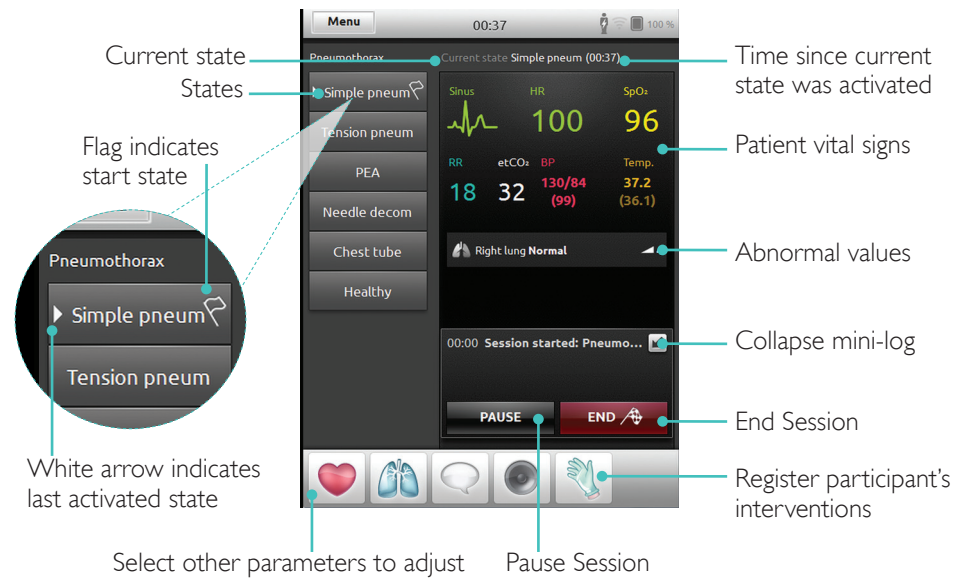 Menu
00:37
100 %
Current state
States
Flag indicates
start state
Pneumothorax
Simple pneum
Tension pneum
White arrow indicates
last activated state
Pneumothorax
Simple pneum
Tension pneum
PEA
Needle decom
Chest tube
Healthy
Current state Simple pneum (00:37)
Sinus HR SpO₂
100 96
RR etCO₂ BP Temp.
18 32 130/84 37.2
(99) (36.1)
Right lung Normal
00:00 Session started: Pneumo...
PAUSE END
Time since current
state was activated
Patient vital signs
Abnormal values
Collapse mini-log
End Session
Register participant's
interventions
Select other parameters to adjust
Pause Session